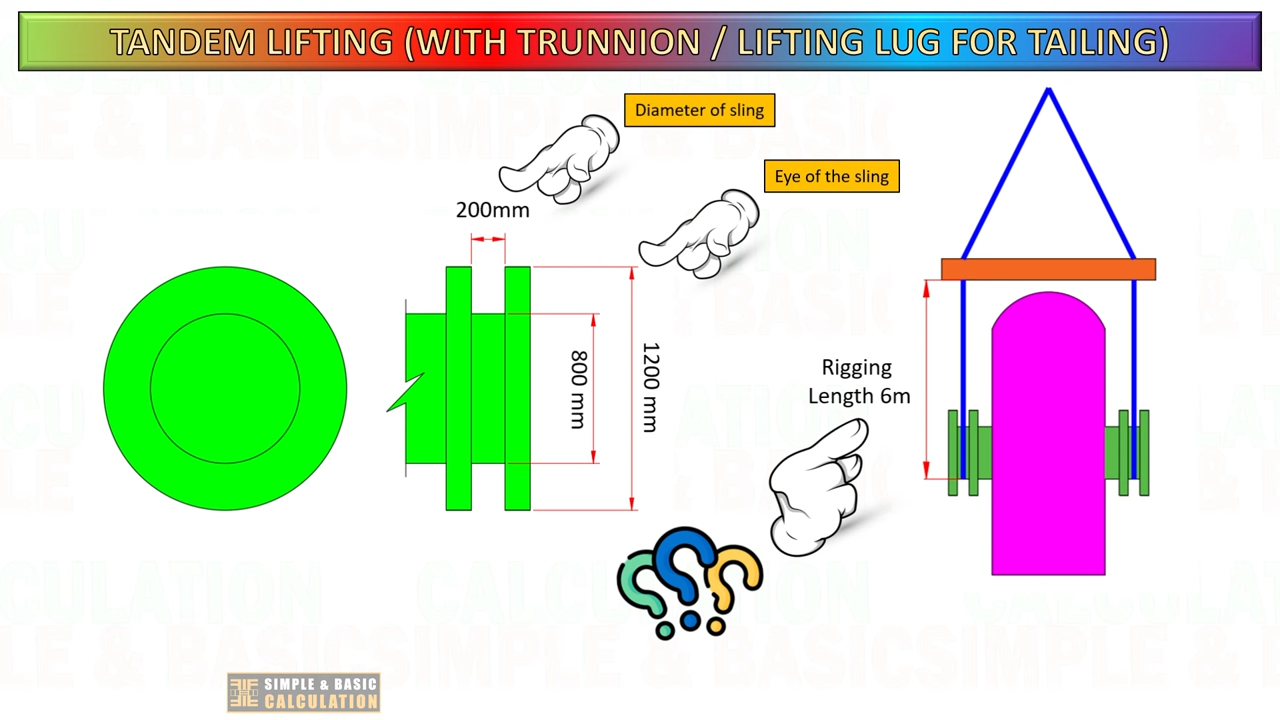 TANDEM LIFTING (WITH TRUNNION / LIFTING LUG FOR TAILING)
Diameter of sling
Eye of the sling
200mm
800 mm
1200 mm
Rigging
Length 6m
SIMPLE & BASIC
CALCULATION